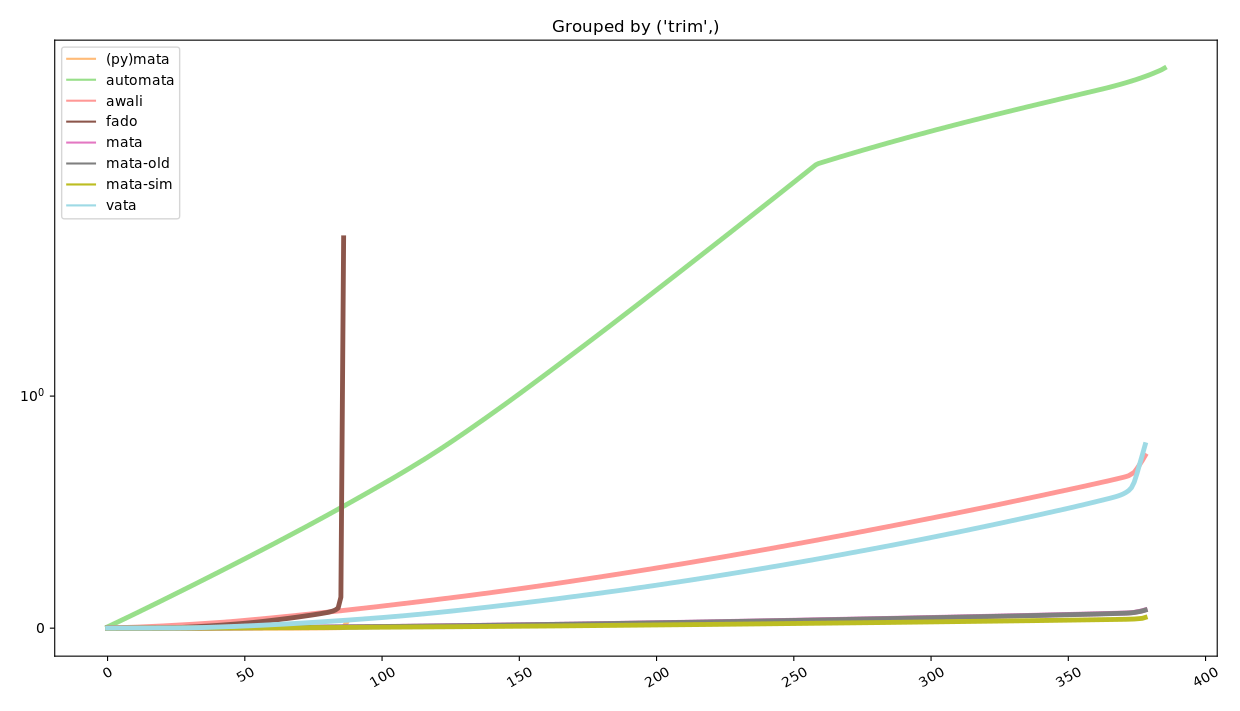 Grouped by ('trim',)
(py)mata
automata
awali
fado
mata
mata-old
mata-sim
vata
10⁰
0
0
50
100
150
200
250
300
350
400